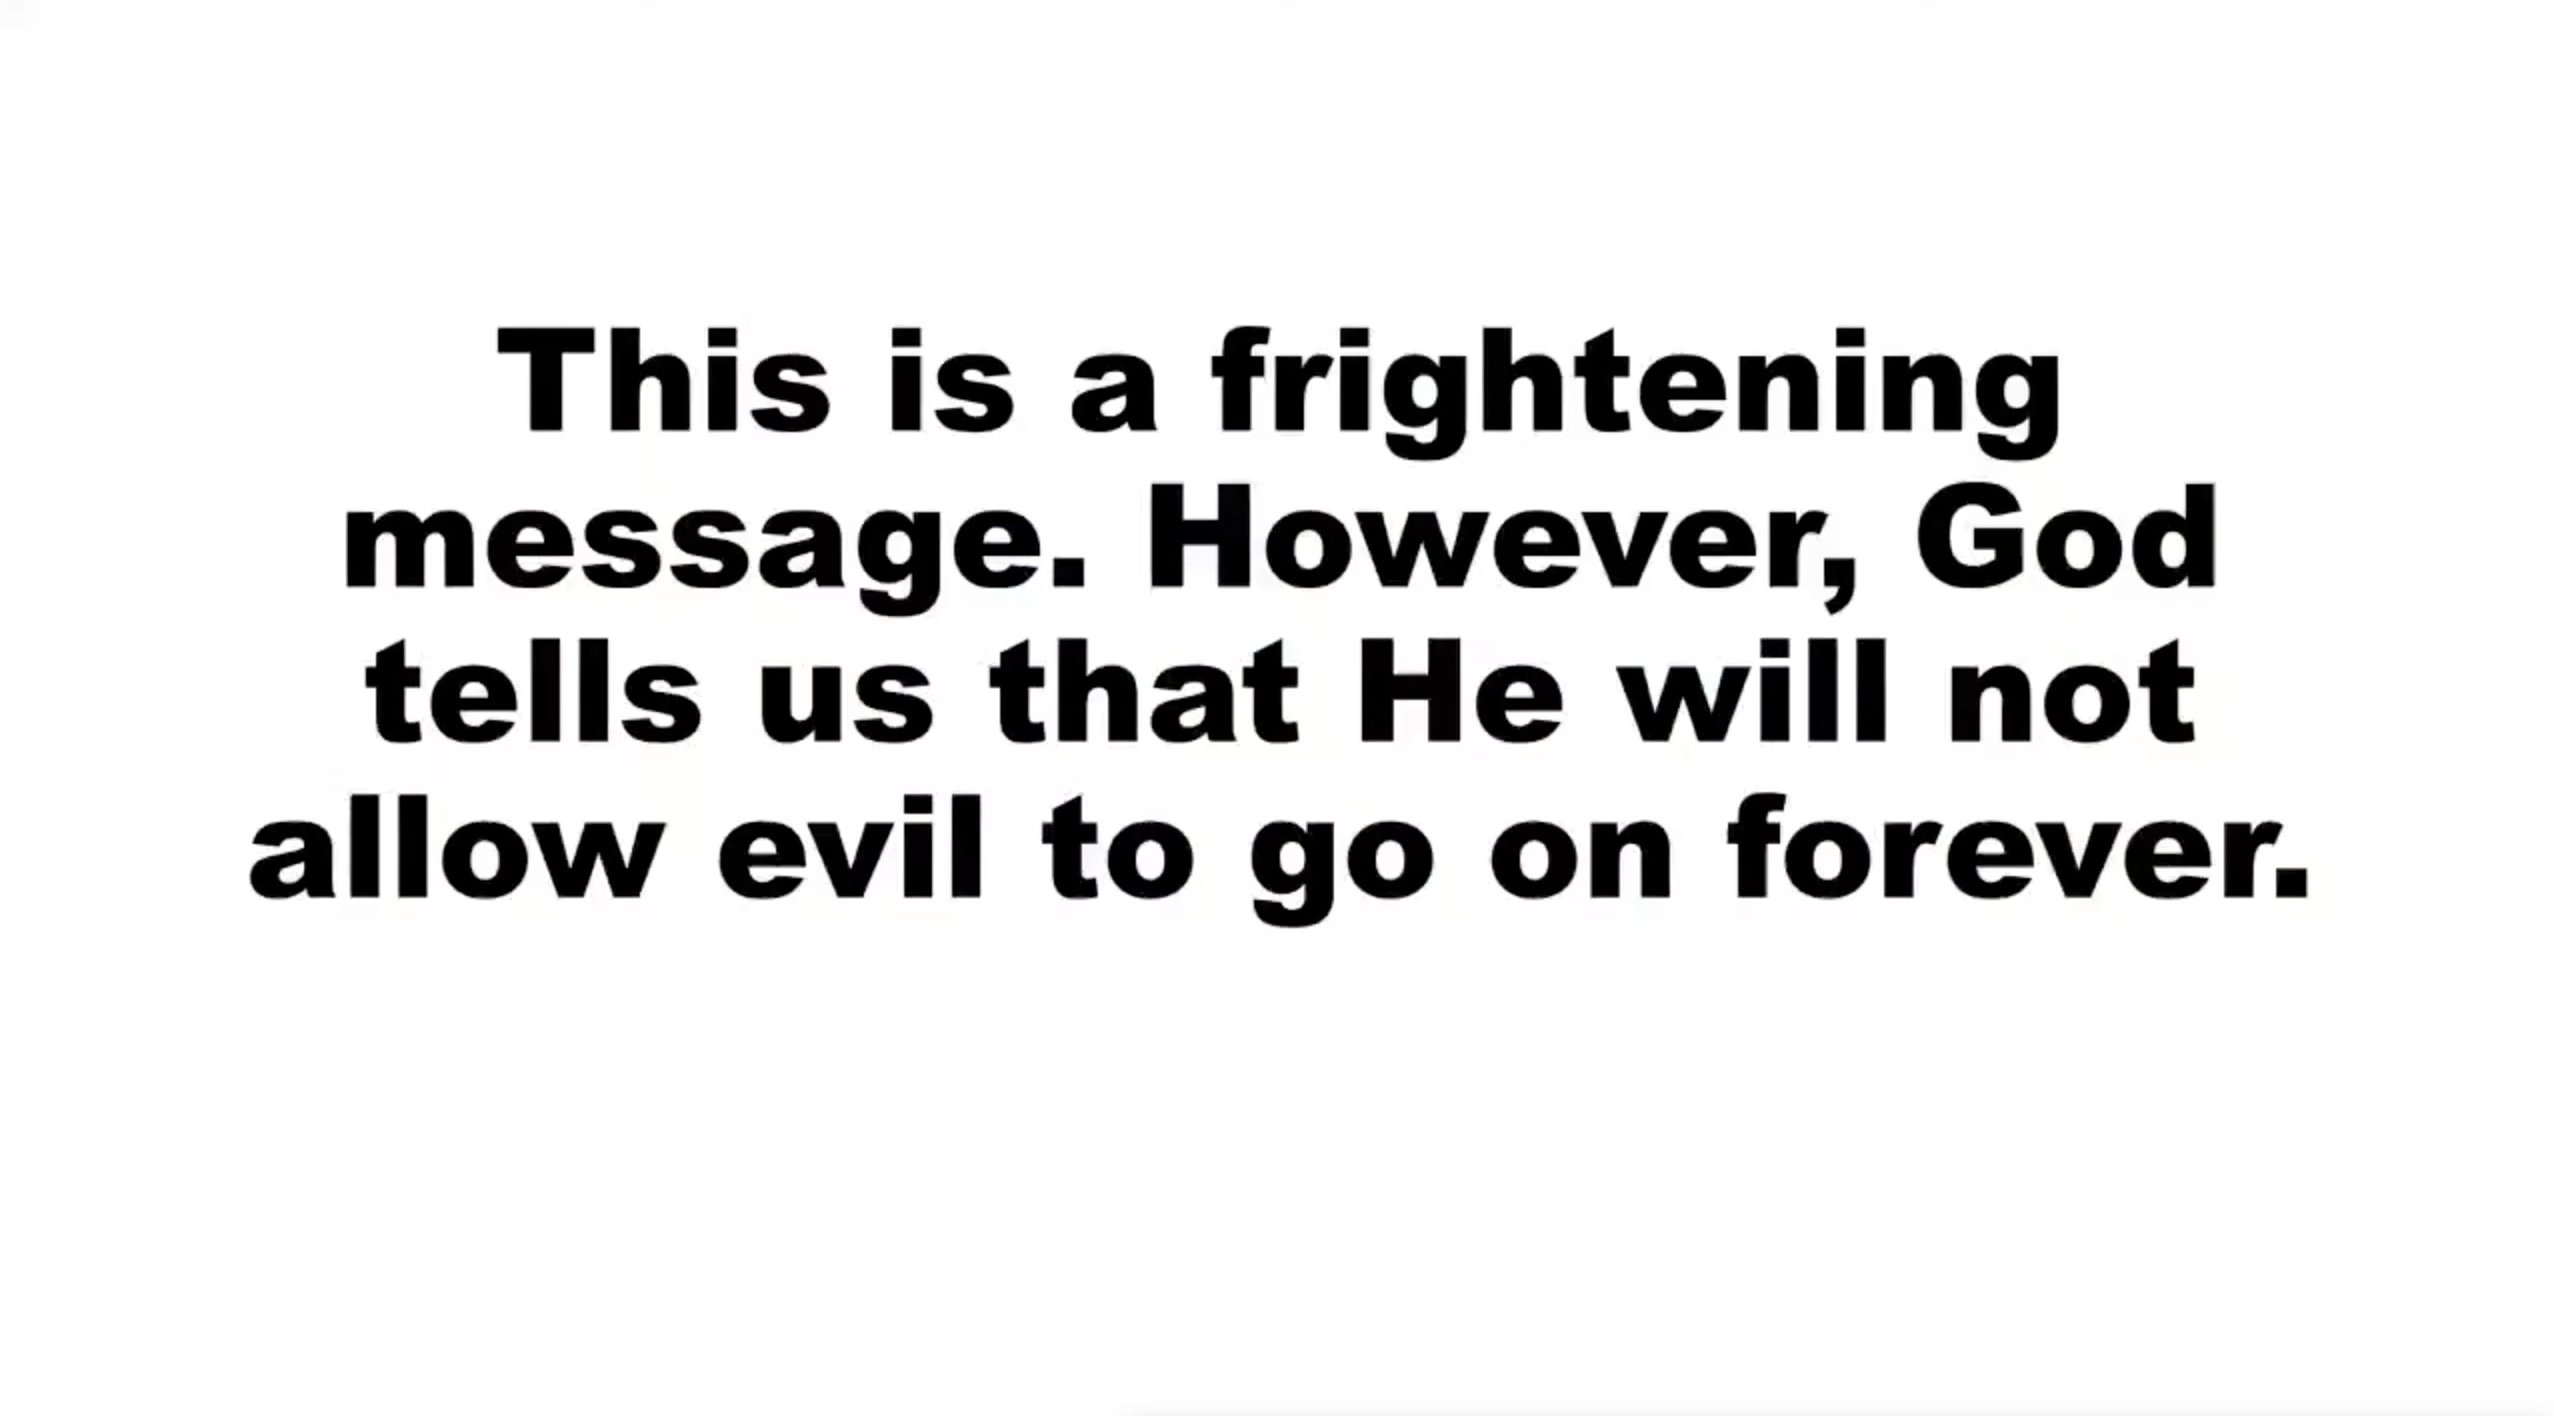 This is a frightening
message. However, God
tells us that He will not
allow evil to go on forever.